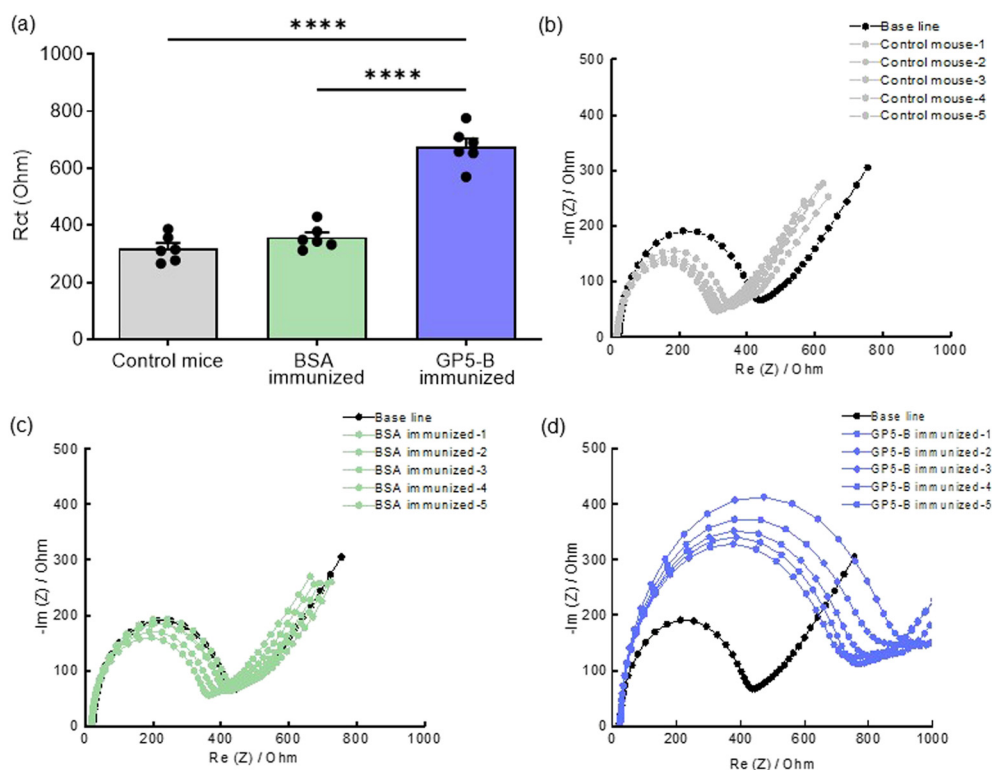 (a)
****
****
1000
800
600
400
200
0
Rct (Ohm)
Control mice
BSA
immunized
GP5-B
immunized
(b)
Base line
Control mouse-1
Control mouse-2
Control mouse-3
Control mouse-4
Control mouse-5
500
400
300
200
100
0
-Im (Z) / Ohm
0
200
400
600
800
1000
Re (Z) / Ohm
(c)
Base line
BSA immunized-1
BSA immunized-2
BSA immunized-3
BSA immunized-4
BSA immunized-5
500
400
300
200
100
0
-Im (Z) / Ohm
0
200
400
600
800
1000
Re (Z) / Ohm
(d)
Base line
GP5-B immunized-1
GP5-B immunized-2
GP5-B immunized-3
GP5-B immunized-4
GP5-B immunized-5
500
400
300
200
100
0
-Im (Z) / Ohm
0
200
400
600
800
1000
Re (Z) / Ohm